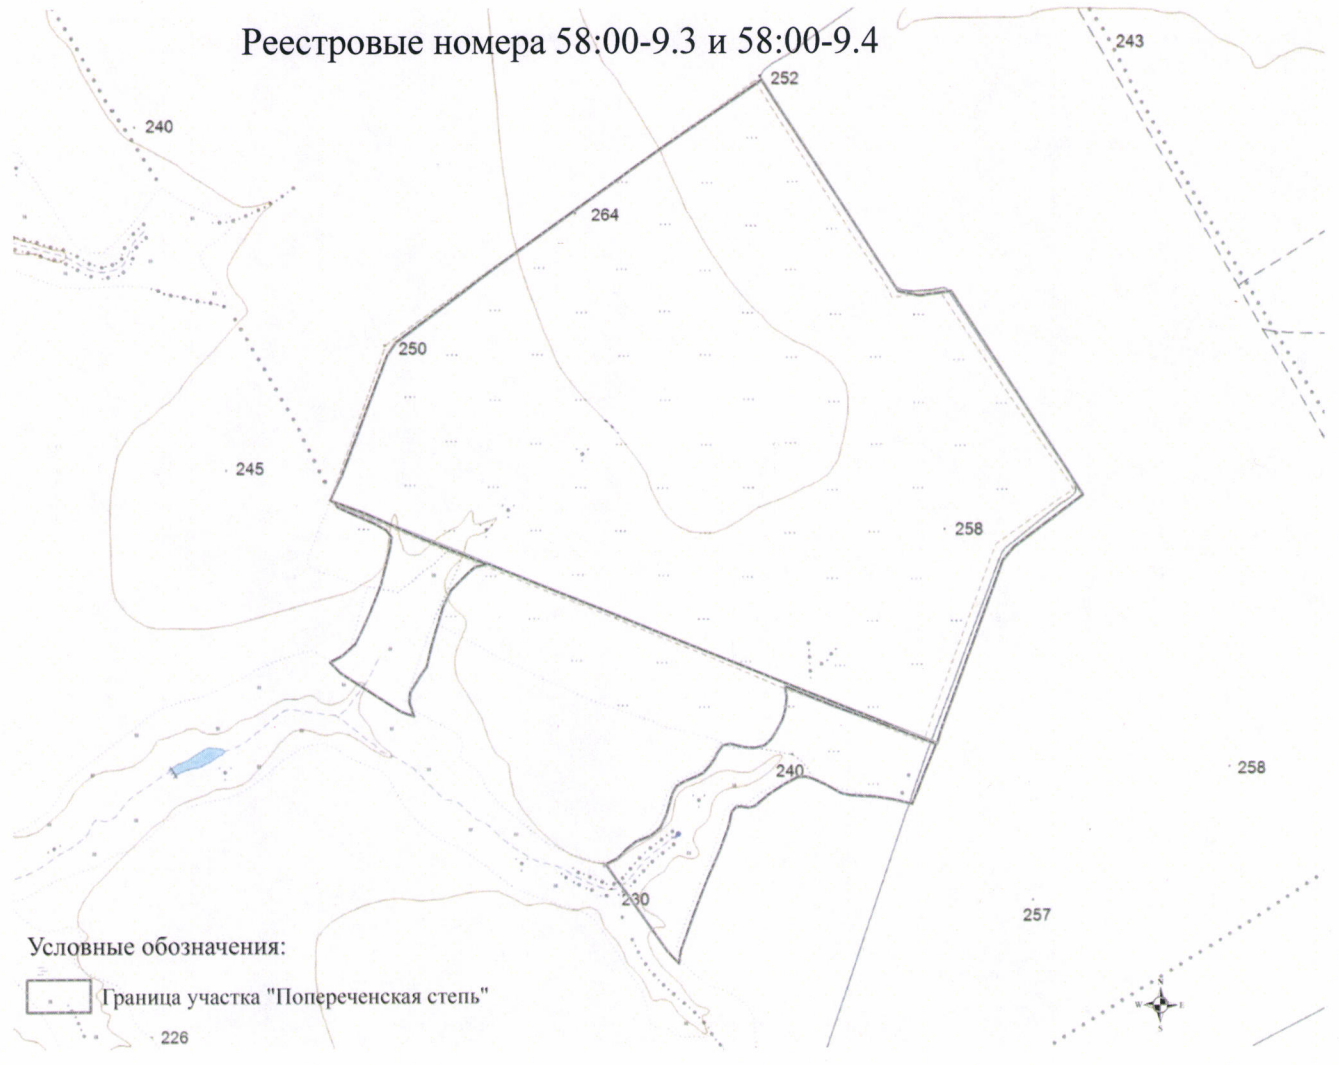 Реестровые номера 58:00-9.3 и 58:00-9.4
243
252
240
264
250
245
258
240
258
230
257
Условные обозначения:
Граница участка "Попереченская степь"
N
W E
S
226